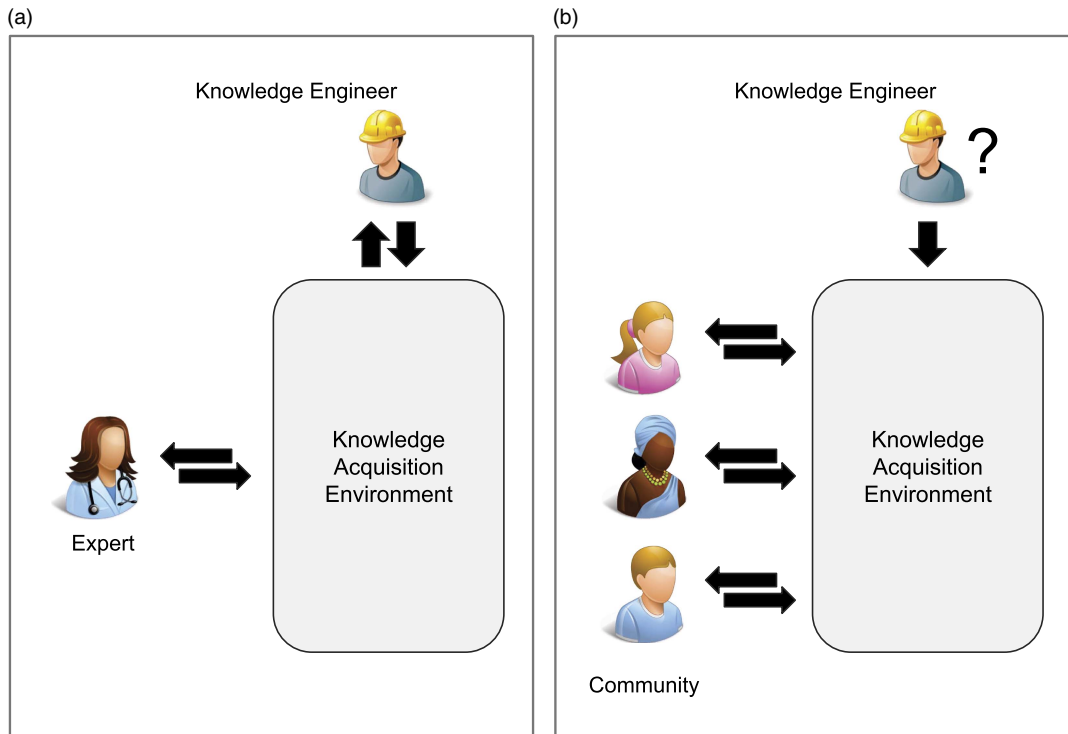 (a)
Knowledge Engineer
Knowledge
Acquisition
Environment
Expert
(b)
Knowledge Engineer
?
Knowledge
Acquisition
Environment
Community